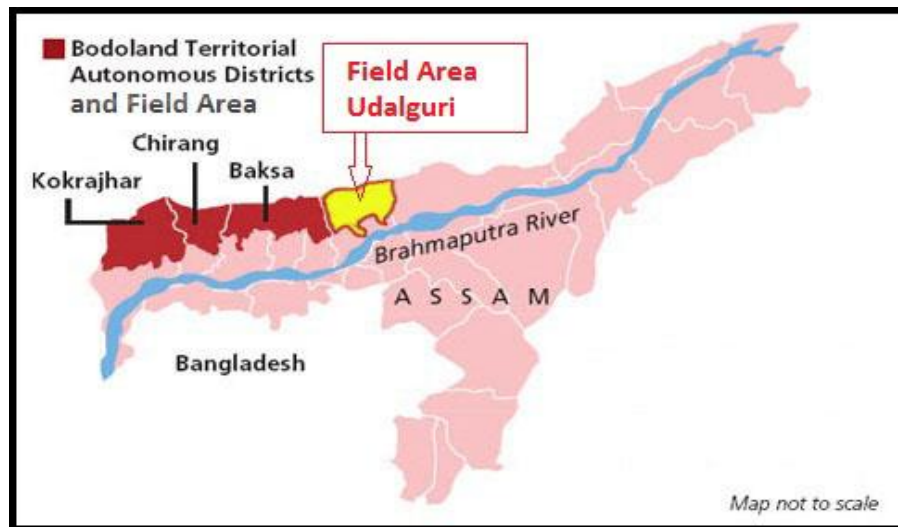 Bodoland Territorial
Autonomous Districts
and Field Area
Field Area
Udalguri
Chirang
Baksa
Kokrajhar
Brahmaputra River
A S S A M
Bangladesh
Map not to scale